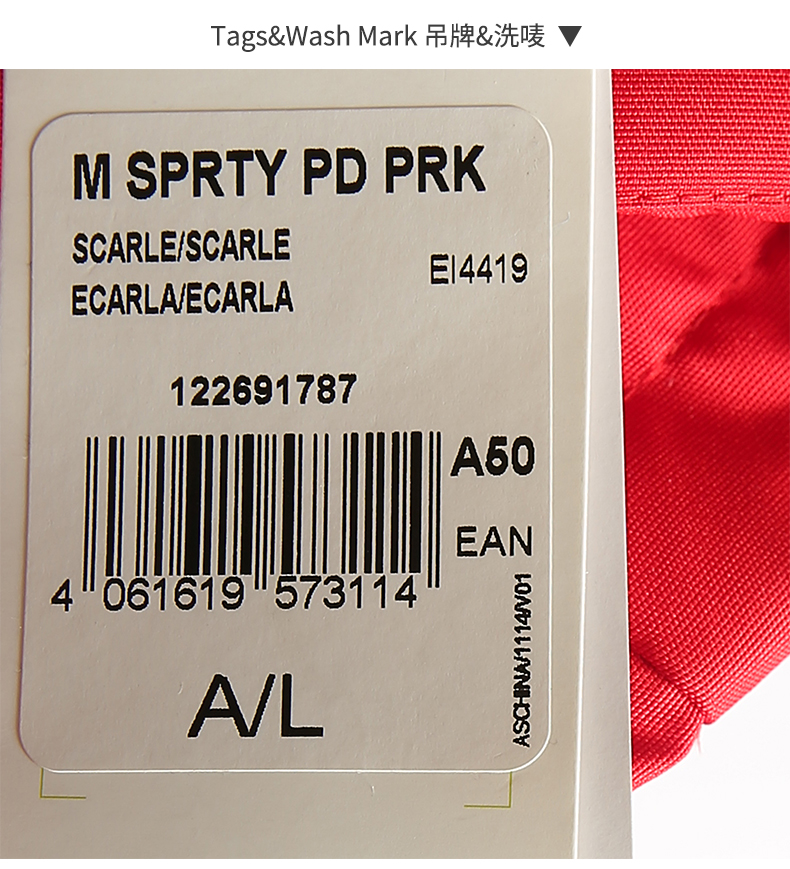 Tags&Wash Mark 吊牌&洗唛 ▼
M SPRTY PD PRK
SCARLE/SCARLE
EI4419
ECARLA/ECARLA
122691787
A50
EAN
4 061619 573114
ASCHINA/1114/V01
A/L